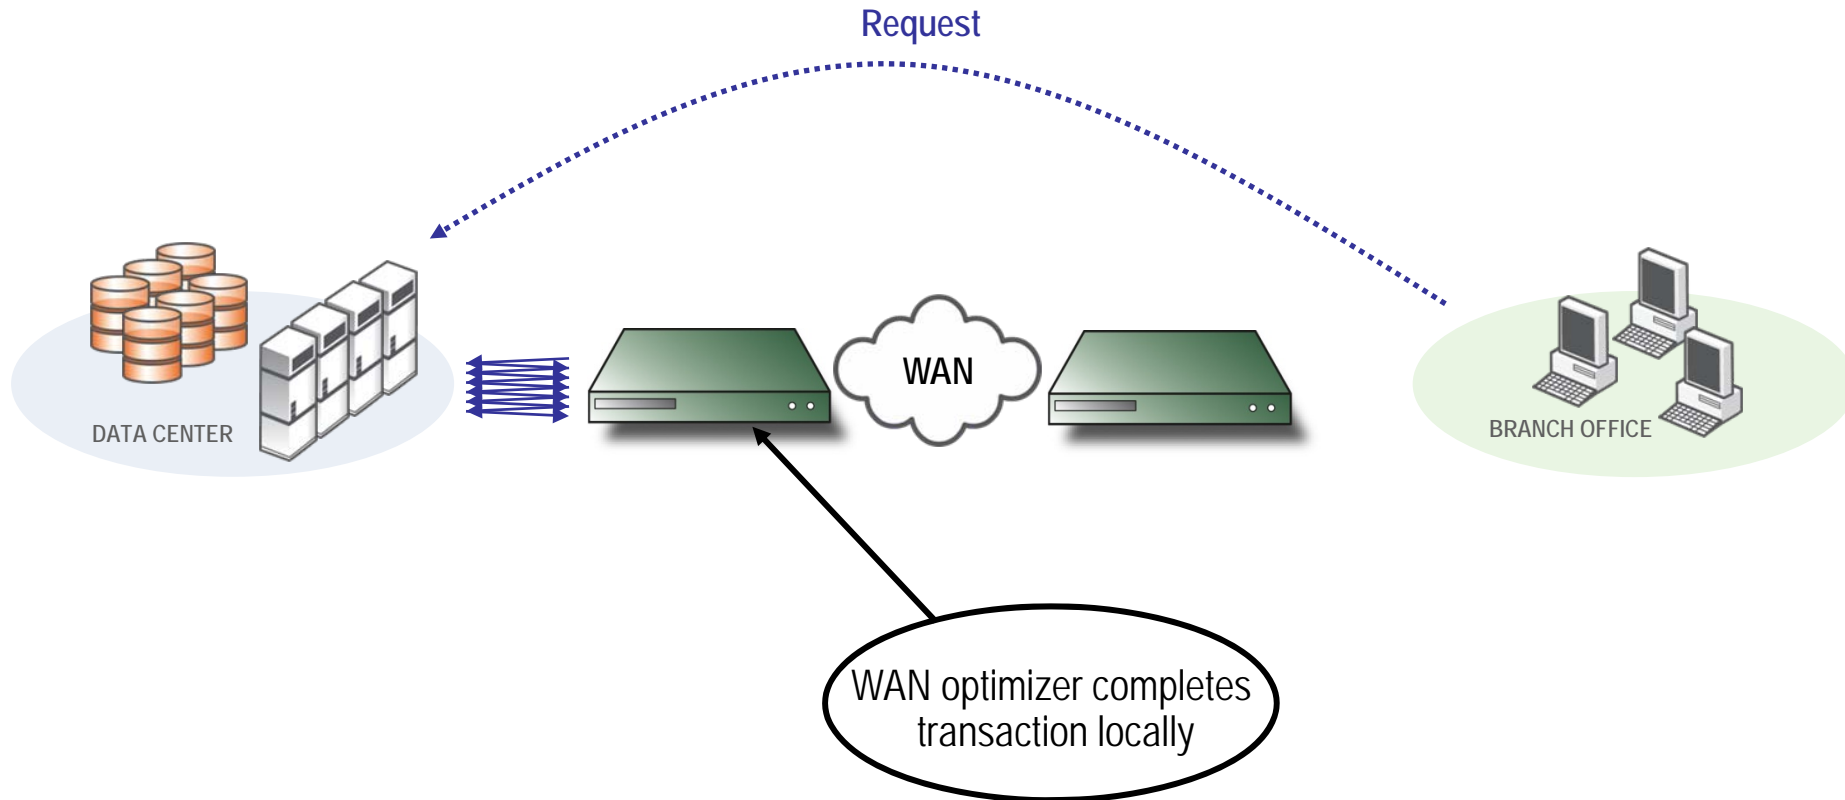 Request
WAN
DATA CENTER
BRANCH OFFICE
WAN optimizer completes
transaction locally